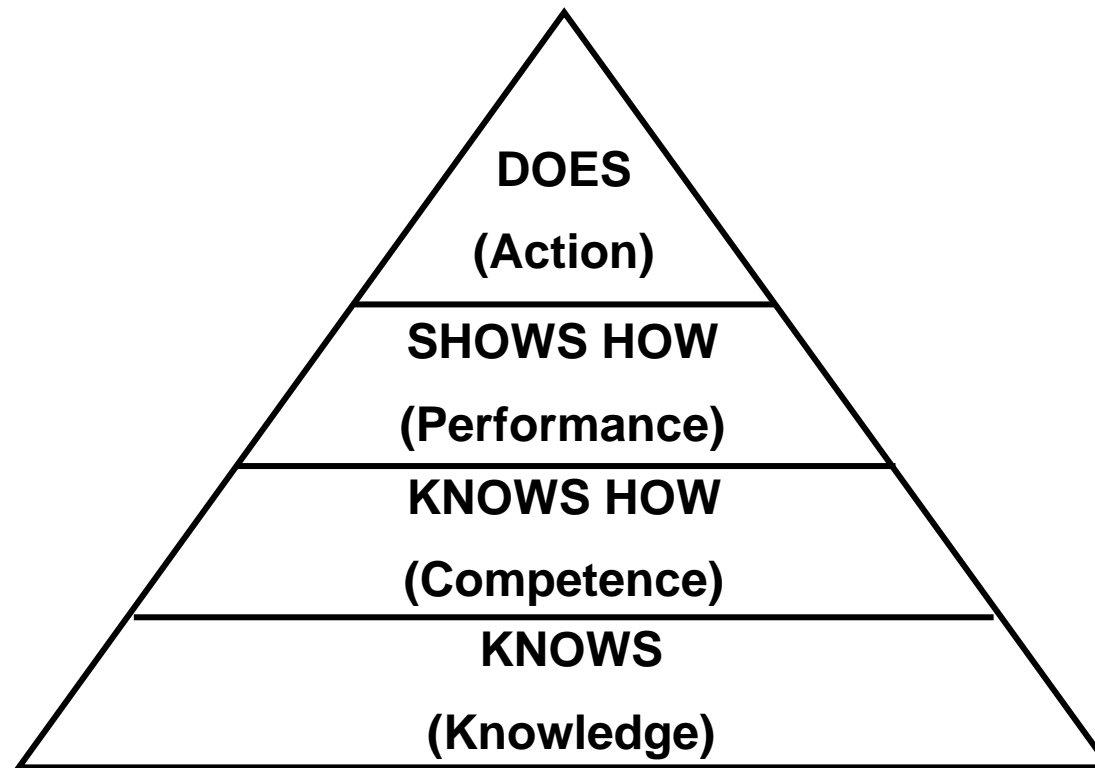 DOES
(Action)
SHOWS HOW
(Performance)
KNOWS HOW
(Competence)
KNOWS
(Knowledge)